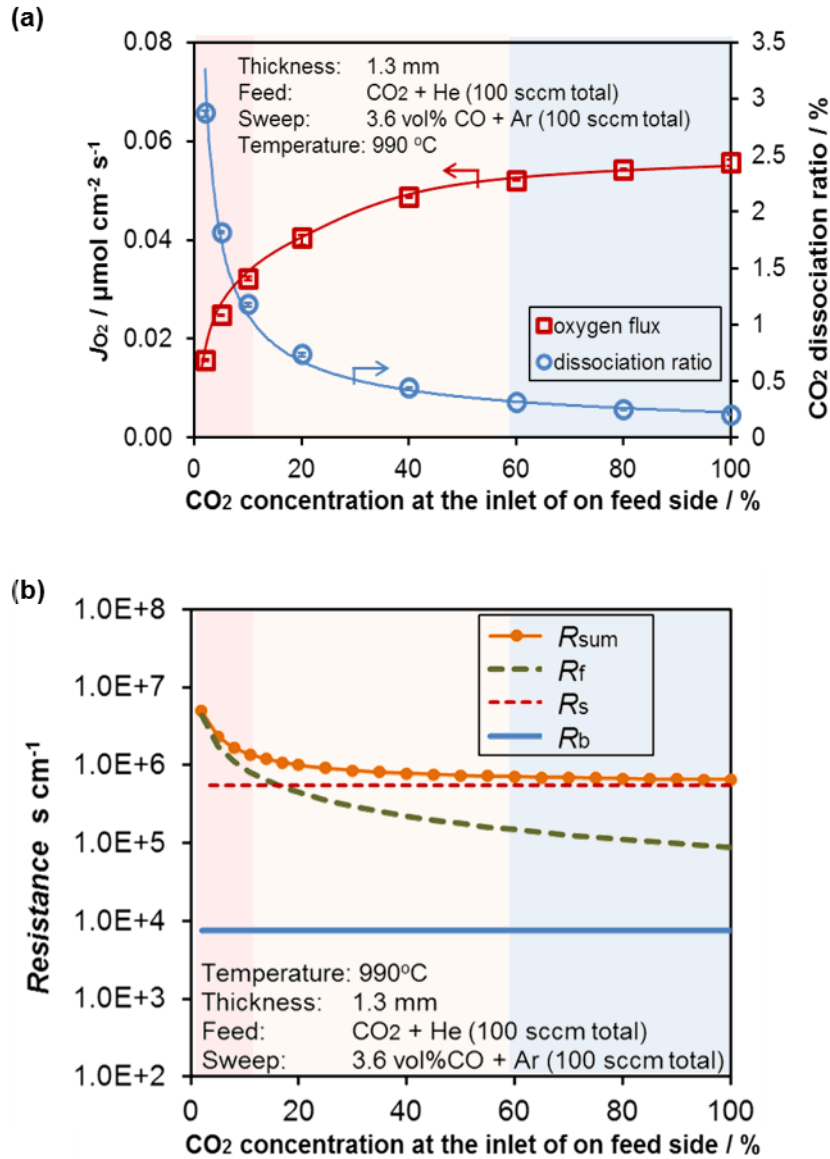 (a)
0.08
0.06
0.04
0.02
0.00
JO2 / µmol cm-2 s-1
3.5
3
2.5
2
1.5
1
0.5
0
CO2 dissociation ratio / %
Thickness: 1.3 mm
Feed: CO2 + He (100 sccm total)
Sweep: 3.6 vol% CO + Ar (100 sccm total)
Temperature: 990 °C
oxygen flux
dissociation ratio
0 20 40 60 80 100
CO2 concentration at the inlet of on feed side / %
(b)
1.0E+8
1.0E+7
1.0E+6
1.0E+5
1.0E+4
1.0E+3
1.0E+2
Resistance s cm-1
Rsum
Rf
Rs
Rb
Temperature: 990°C
Thickness: 1.3 mm
Feed: CO2 + He (100 sccm total)
Sweep: 3.6 vol%CO + Ar (100 sccm total)
0 20 40 60 80 100
CO2 concentration at the inlet of on feed side / %